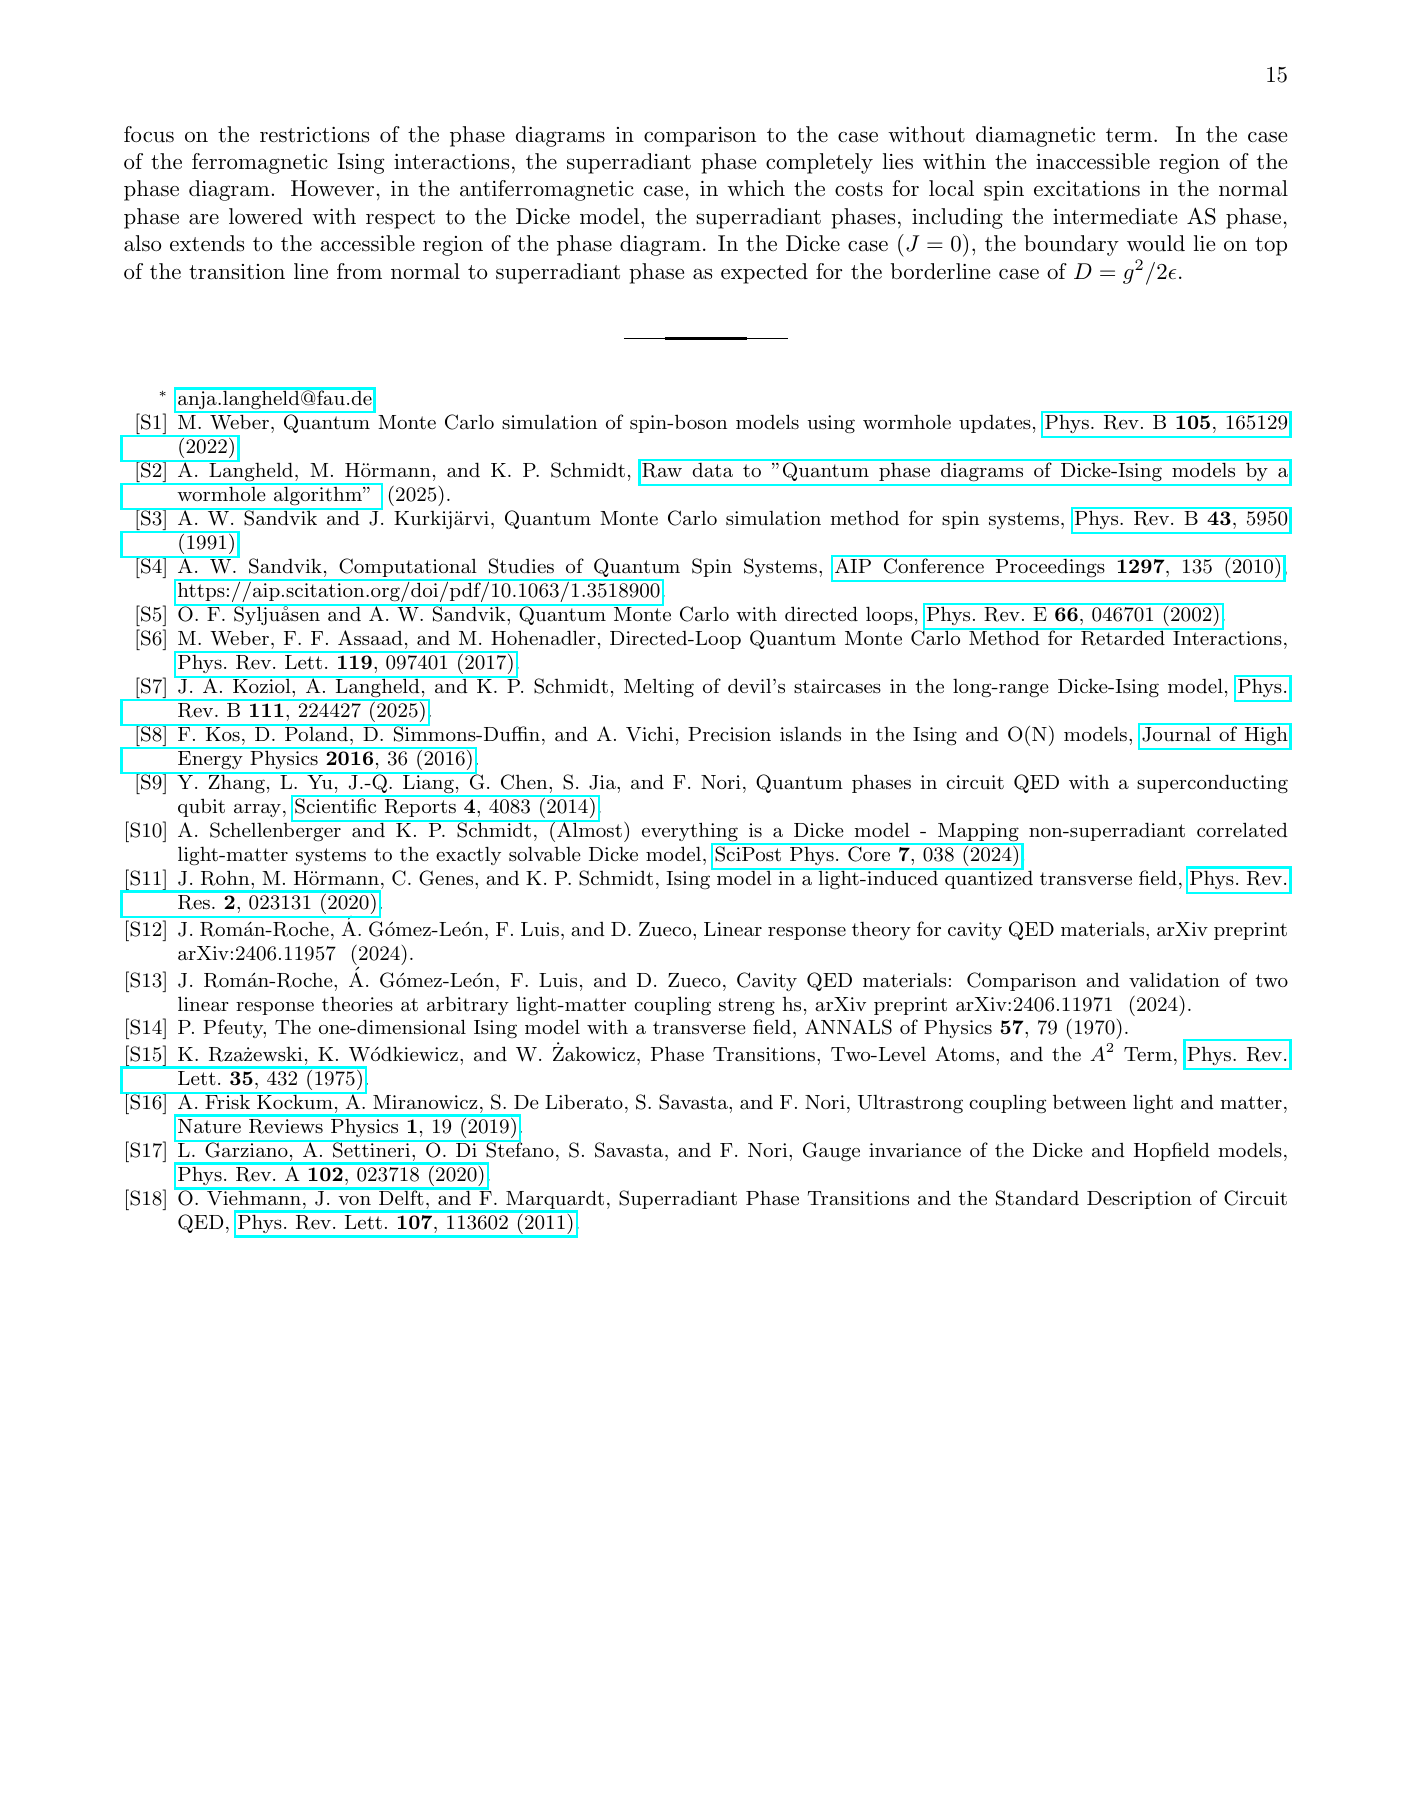 15
focus on the restrictions of the phase diagrams in comparison to the case without diamagnetic term. In the case
of the ferromagnetic Ising interactions, the superradiant phase completely lies within the inaccessible region of the
phase diagram. However, in the antiferromagnetic case, in which the costs for local spin excitations in the normal
phase are lowered with respect to the Dicke model, the superradiant phases, including the intermediate AS phase,
also extends to the accessible region of the phase diagram. In the Dicke case (J = 0), the boundary would lie on top
of the transition line from normal to superradiant phase as expected for the borderline case of D = g²/2ϵ.
* anja.langheld@fau.de
[S1] M. Weber, Quantum Monte Carlo simulation of spin-boson models using wormhole updates, Phys. Rev. B 105, 165129
(2022).
[S2] A. Langheld, M. Hörmann, and K. P. Schmidt, Raw data to ”Quantum phase diagrams of Dicke-Ising models by a
wormhole algorithm” (2025).
[S3] A. W. Sandvik and J. Kurkijärvi, Quantum Monte Carlo simulation method for spin systems, Phys. Rev. B 43, 5950
(1991).
[S4] A. W. Sandvik, Computational Studies of Quantum Spin Systems, AIP Conference Proceedings 1297, 135 (2010),
https://aip.scitation.org/doi/pdf/10.1063/1.3518900.
[S5] O. F. Syljuåsen and A. W. Sandvik, Quantum Monte Carlo with directed loops, Phys. Rev. E 66, 046701 (2002).
[S6] M. Weber, F. F. Assaad, and M. Hohenadler, Directed-Loop Quantum Monte Carlo Method for Retarded Interactions,
Phys. Rev. Lett. 119, 097401 (2017).
[S7] J. A. Koziol, A. Langheld, and K. P. Schmidt, Melting of devil's staircases in the long-range Dicke-Ising model, Phys.
Rev. B 111, 224427 (2025).
[S8] F. Kos, D. Poland, D. Simmons-Duffin, and A. Vichi, Precision islands in the Ising and O(N) models, Journal of High
Energy Physics 2016, 36 (2016).
[S9] Y. Zhang, L. Yu, J.-Q. Liang, G. Chen, S. Jia, and F. Nori, Quantum phases in circuit QED with a superconducting
qubit array, Scientific Reports 4, 4083 (2014).
[S10] A. Schellenberger and K. P. Schmidt, (Almost) everything is a Dicke model - Mapping non-superradiant correlated
light-matter systems to the exactly solvable Dicke model, SciPost Phys. Core 7, 038 (2024).
[S11] J. Rohn, M. Hörmann, C. Genes, and K. P. Schmidt, Ising model in a light-induced quantized transverse field, Phys. Rev.
Res. 2, 023131 (2020).
[S12] J. Román-Roche, Á. Gómez-León, F. Luis, and D. Zueco, Linear response theory for cavity QED materials, arXiv preprint
arXiv:2406.11957 (2024).
[S13] J. Román-Roche, Á. Gómez-León, F. Luis, and D. Zueco, Cavity QED materials: Comparison and validation of two
linear response theories at arbitrary light-matter coupling streng hs, arXiv preprint arXiv:2406.11971 (2024).
[S14] P. Pfeuty, The one-dimensional Ising model with a transverse field, ANNALS of Physics 57, 79 (1970).
[S15] K. Rzażewski, K. Wódkiewicz, and W. Żakowicz, Phase Transitions, Two-Level Atoms, and the A² Term, Phys. Rev.
Lett. 35, 432 (1975).
[S16] A. Frisk Kockum, A. Miranowicz, S. De Liberato, S. Savasta, and F. Nori, Ultrastrong coupling between light and matter,
Nature Reviews Physics 1, 19 (2019).
[S17] L. Garziano, A. Settineri, O. Di Stefano, S. Savasta, and F. Nori, Gauge invariance of the Dicke and Hopfield models,
Phys. Rev. A 102, 023718 (2020).
[S18] O. Viehmann, J. von Delft, and F. Marquardt, Superradiant Phase Transitions and the Standard Description of Circuit
QED, Phys. Rev. Lett. 107, 113602 (2011).